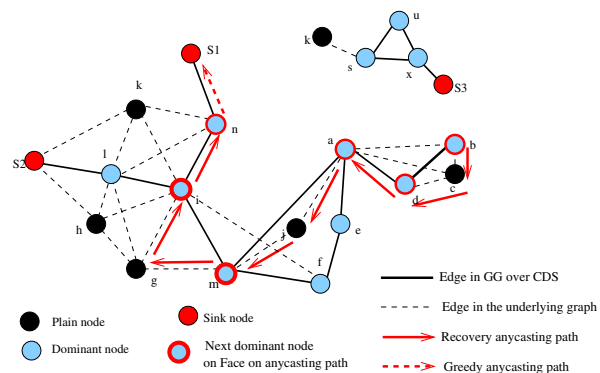 u
k
s
x
S3
S1
k
n
S2
l
i
h
g
m
a
b
c
d
j
e
f
Plain node
Dominant node
Sink node
Next dominant node
on Face on anycasting path
Edge in GG over CDS
Edge in the underlying graph
Recovery anycasting path
Greedy anycasting path